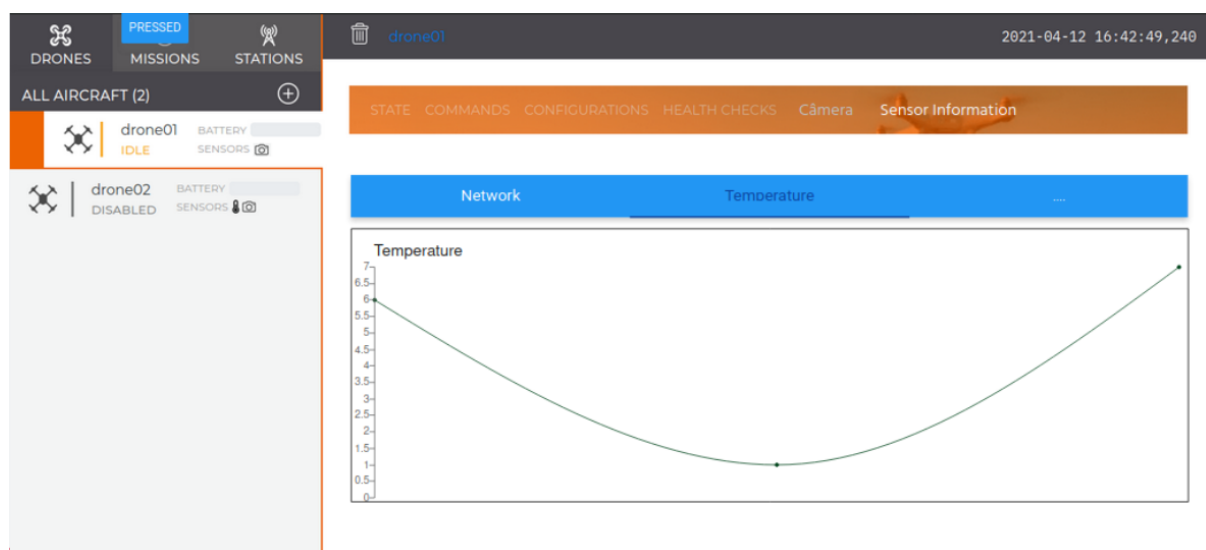 PRESSED
DRONES MISSIONS STATIONS
drone01
2021-04-12 16:42:49,240
ALL AIRCRAFT (2)
drone01 BATTERY
IDLE SENSORS
drone02 BATTERY
DISABLED SENSORS
STATE COMMANDS CONFIGURATIONS HEALTH CHECKS Câmera Sensor Information
Network Temperature ....
Temperature
7
6.5
6
5.5
5
4.5
4
3.5
3
2.5
2
1.5
1
0.5
0